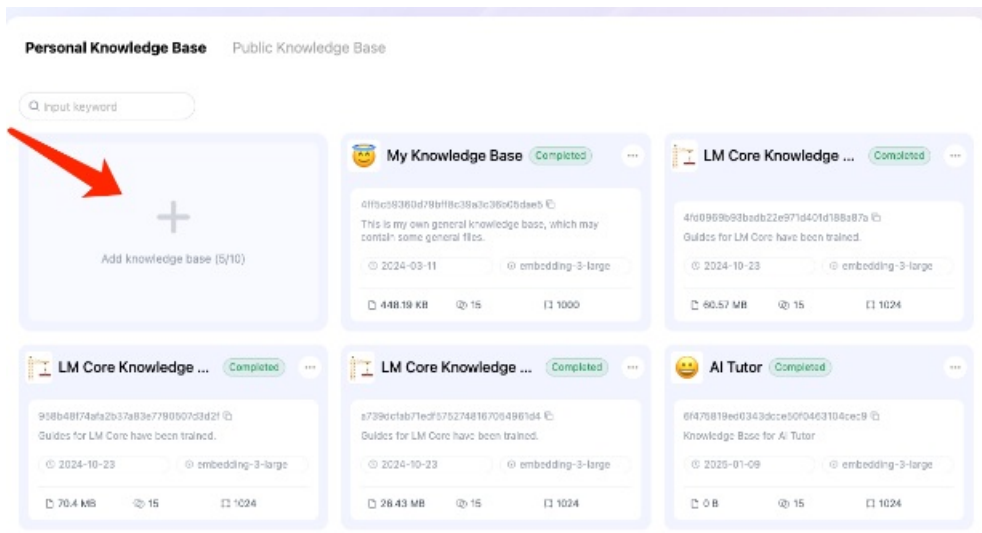 Personal Knowledge Base
Public Knowledge Base
Input keyword
Add knowledge base (5/10)
My Knowledge Base
Completed
This is my own general knowledge base, which may
contain some general files.
2024-03-11
embedding-3-large
448.19 KB
15
1000
LM Core Knowledge ...
Completed
Guides for LM Core have been trained.
2024-10-23
embedding-3-large
60.57 MB
15
1024
LM Core Knowledge ...
Completed
Guides for LM Core have been trained.
2024-10-23
embedding-3-large
70.4 MB
15
1024
LM Core Knowledge ...
Completed
Guides for LM Core have been trained.
2024-10-23
embedding-3-large
26.43 MB
15
1024
AI Tutor
Completed
Knowledge Base for AI Tutor
2025-01-09
embedding-3-large
0 B
15
1024